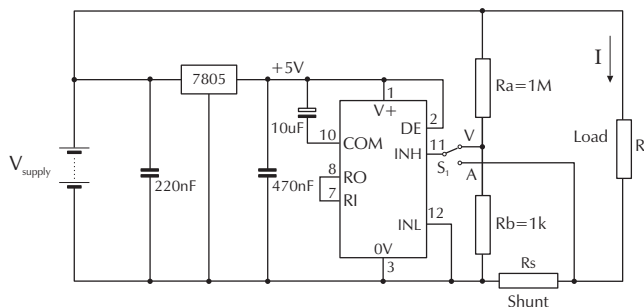 7805
+5V
I
1
V+
Ra=1M
2
DE
10uF
10
COM
11
INH
V
Load
R
V supply
S₁
A
8
RO
7
RI
220nF
470nF
12
INL
Rb=1k
0V
3
Rs
Shunt